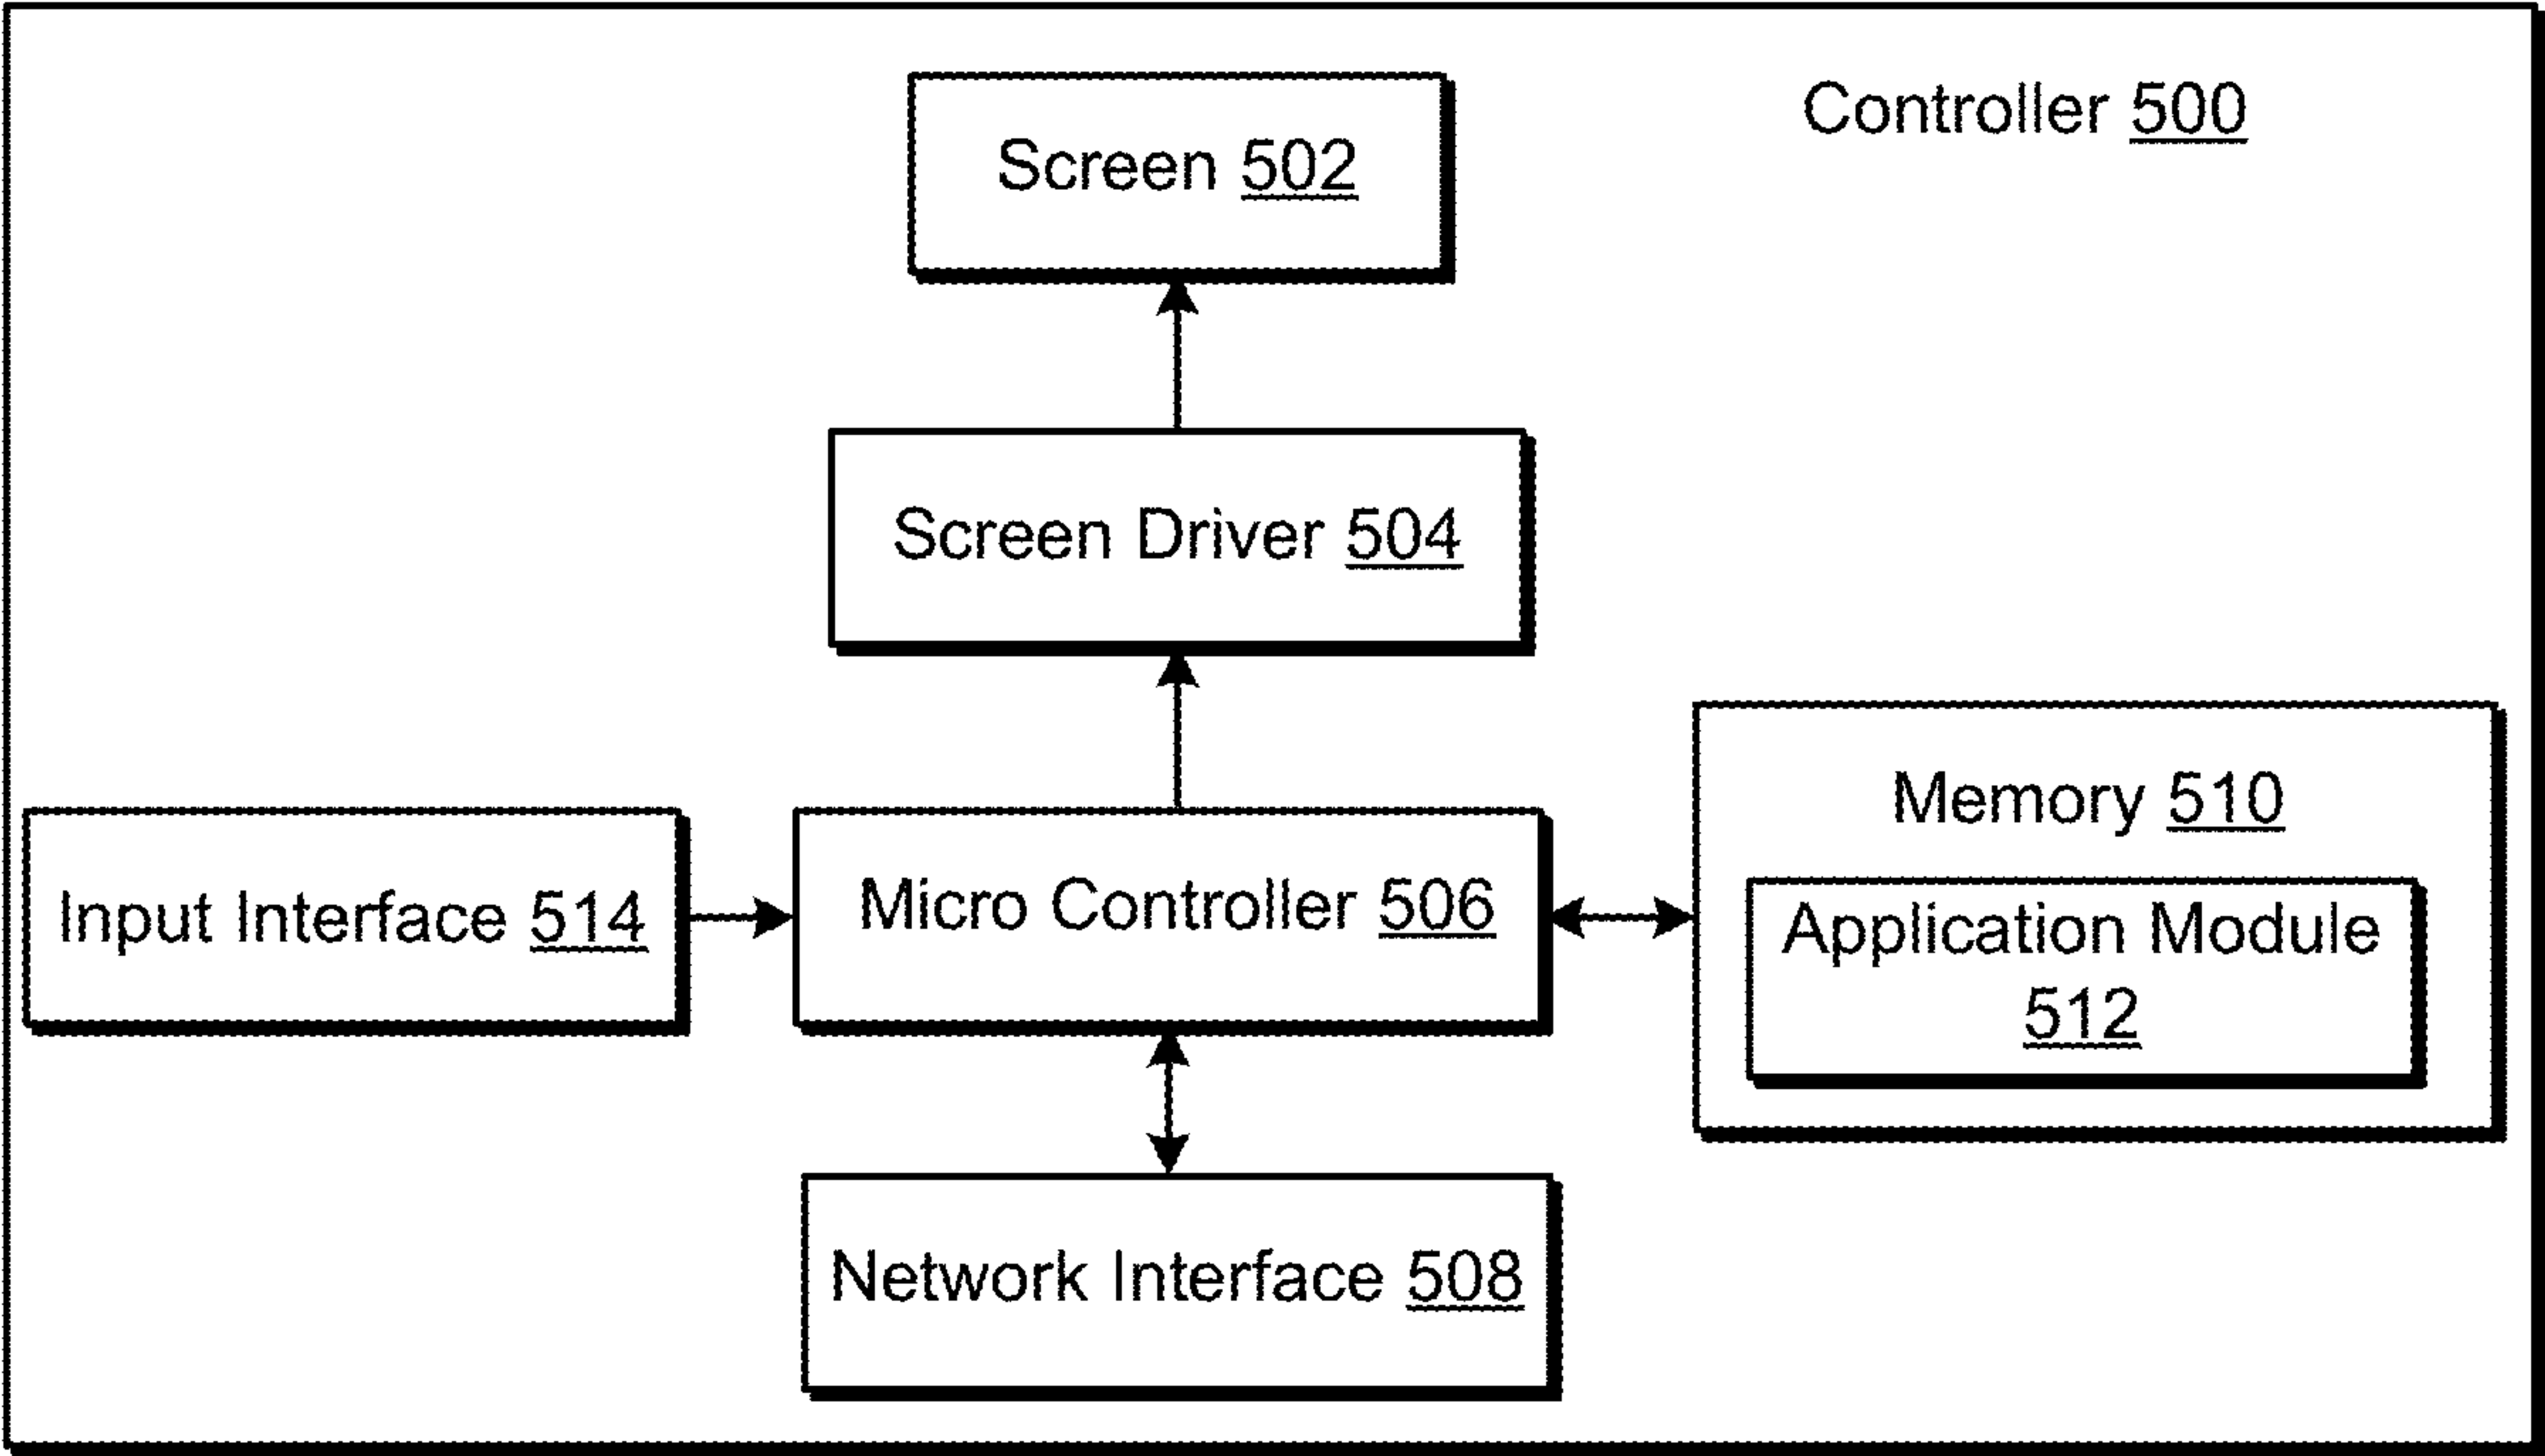 Controller 500
Screen 502
Screen Driver 504
Memory 510
Input Interface 514
Micro Controller 506
Application Module
512
Network Interface 508